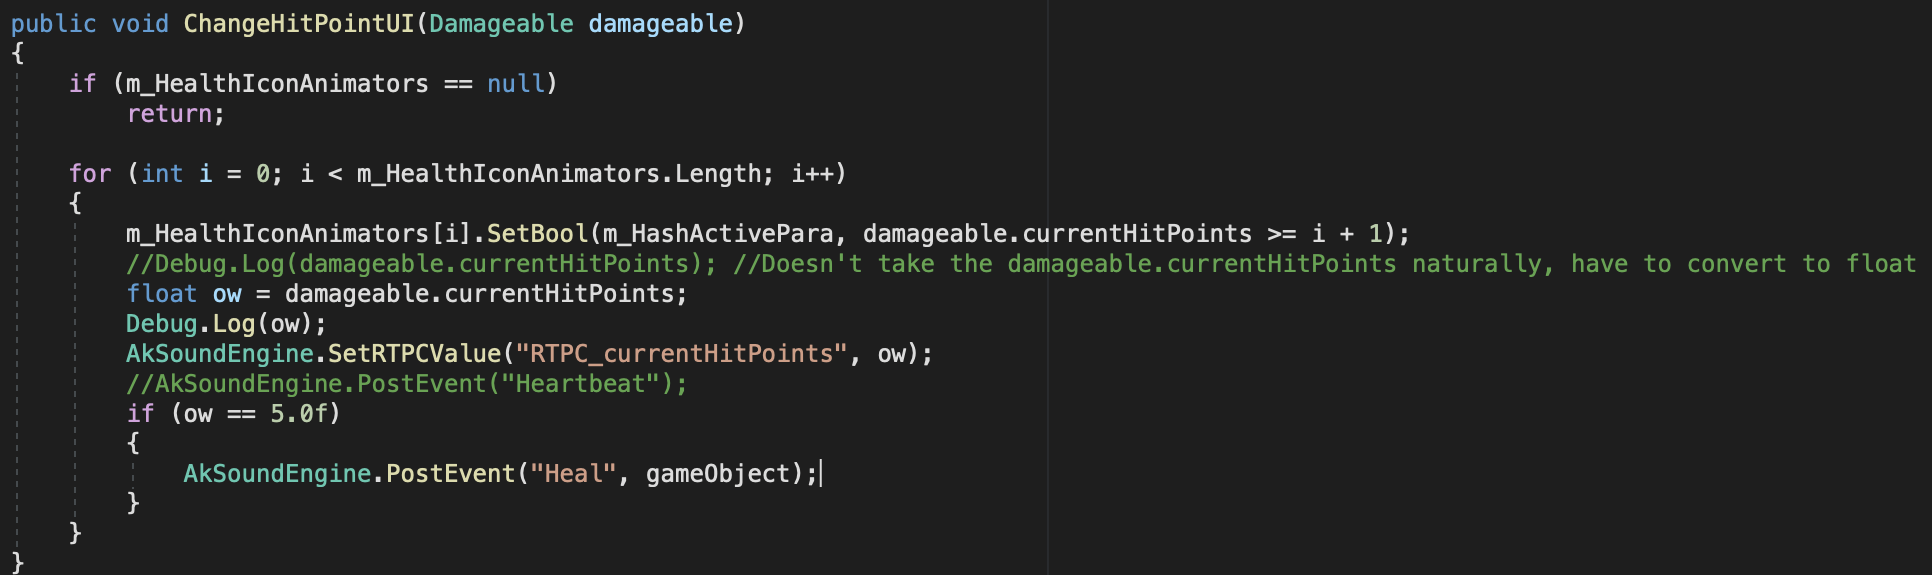 public void ChangeHitPointUI(Damageable damageable)
{
    if (m_HealthIconAnimators == null)
        return;

    for (int i = 0; i < m_HealthIconAnimators.Length; i++)
    {
        m_HealthIconAnimators[i].SetBool(m_HashActivePara, damageable.currentHitPoints >= i + 1);
        //Debug.Log(damageable.currentHitPoints); //Doesn't take the damageable.currentHitPoints naturally, have to convert to float
        float ow = damageable.currentHitPoints;
        Debug.Log(ow);
        AkSoundEngine.SetRTPCValue("RTPC_currentHitPoints", ow);
        //AkSoundEngine.PostEvent("Heartbeat");
        if (ow == 5.0f)
        {
            AkSoundEngine.PostEvent("Heal", gameObject);
        }
    }
}